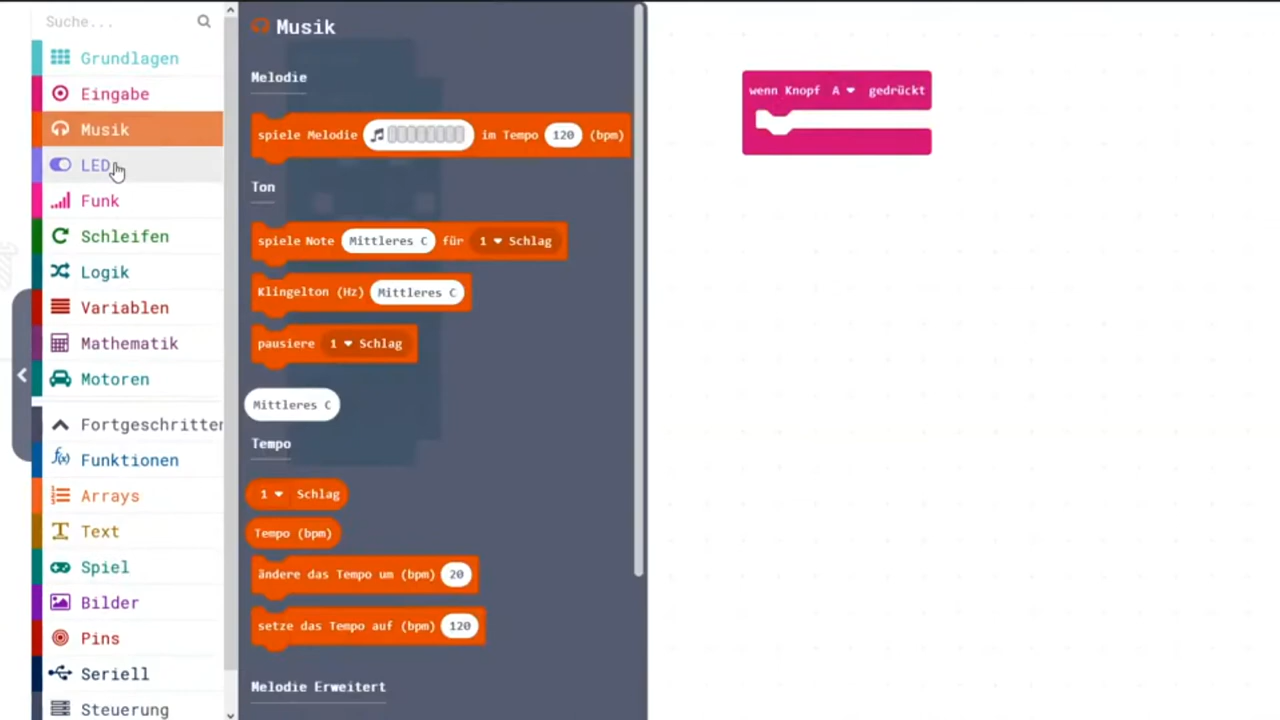 Suche...
Grundlagen
Eingabe
Musik
LED
Funk
Schleifen
Logik
Variablen
Mathematik
Motoren
Fortgeschritten
Funktionen
Arrays
Text
Spiel
Bilder
Pins
Seriell
Steuerung
Musik
Melodie
spiele Melodie im Tempo 120 (bpm)
Ton
spiele Note Mittleres C für 1 Schlag
Klingelton (Hz) Mittleres C
pausiere 1 Schlag
Mittleres C
Tempo
1 Schlag
Tempo (bpm)
ändere das Tempo um (bpm) 20
setze das Tempo auf (bpm) 120
Melodie Erweitert
wenn Knopf A gedrückt